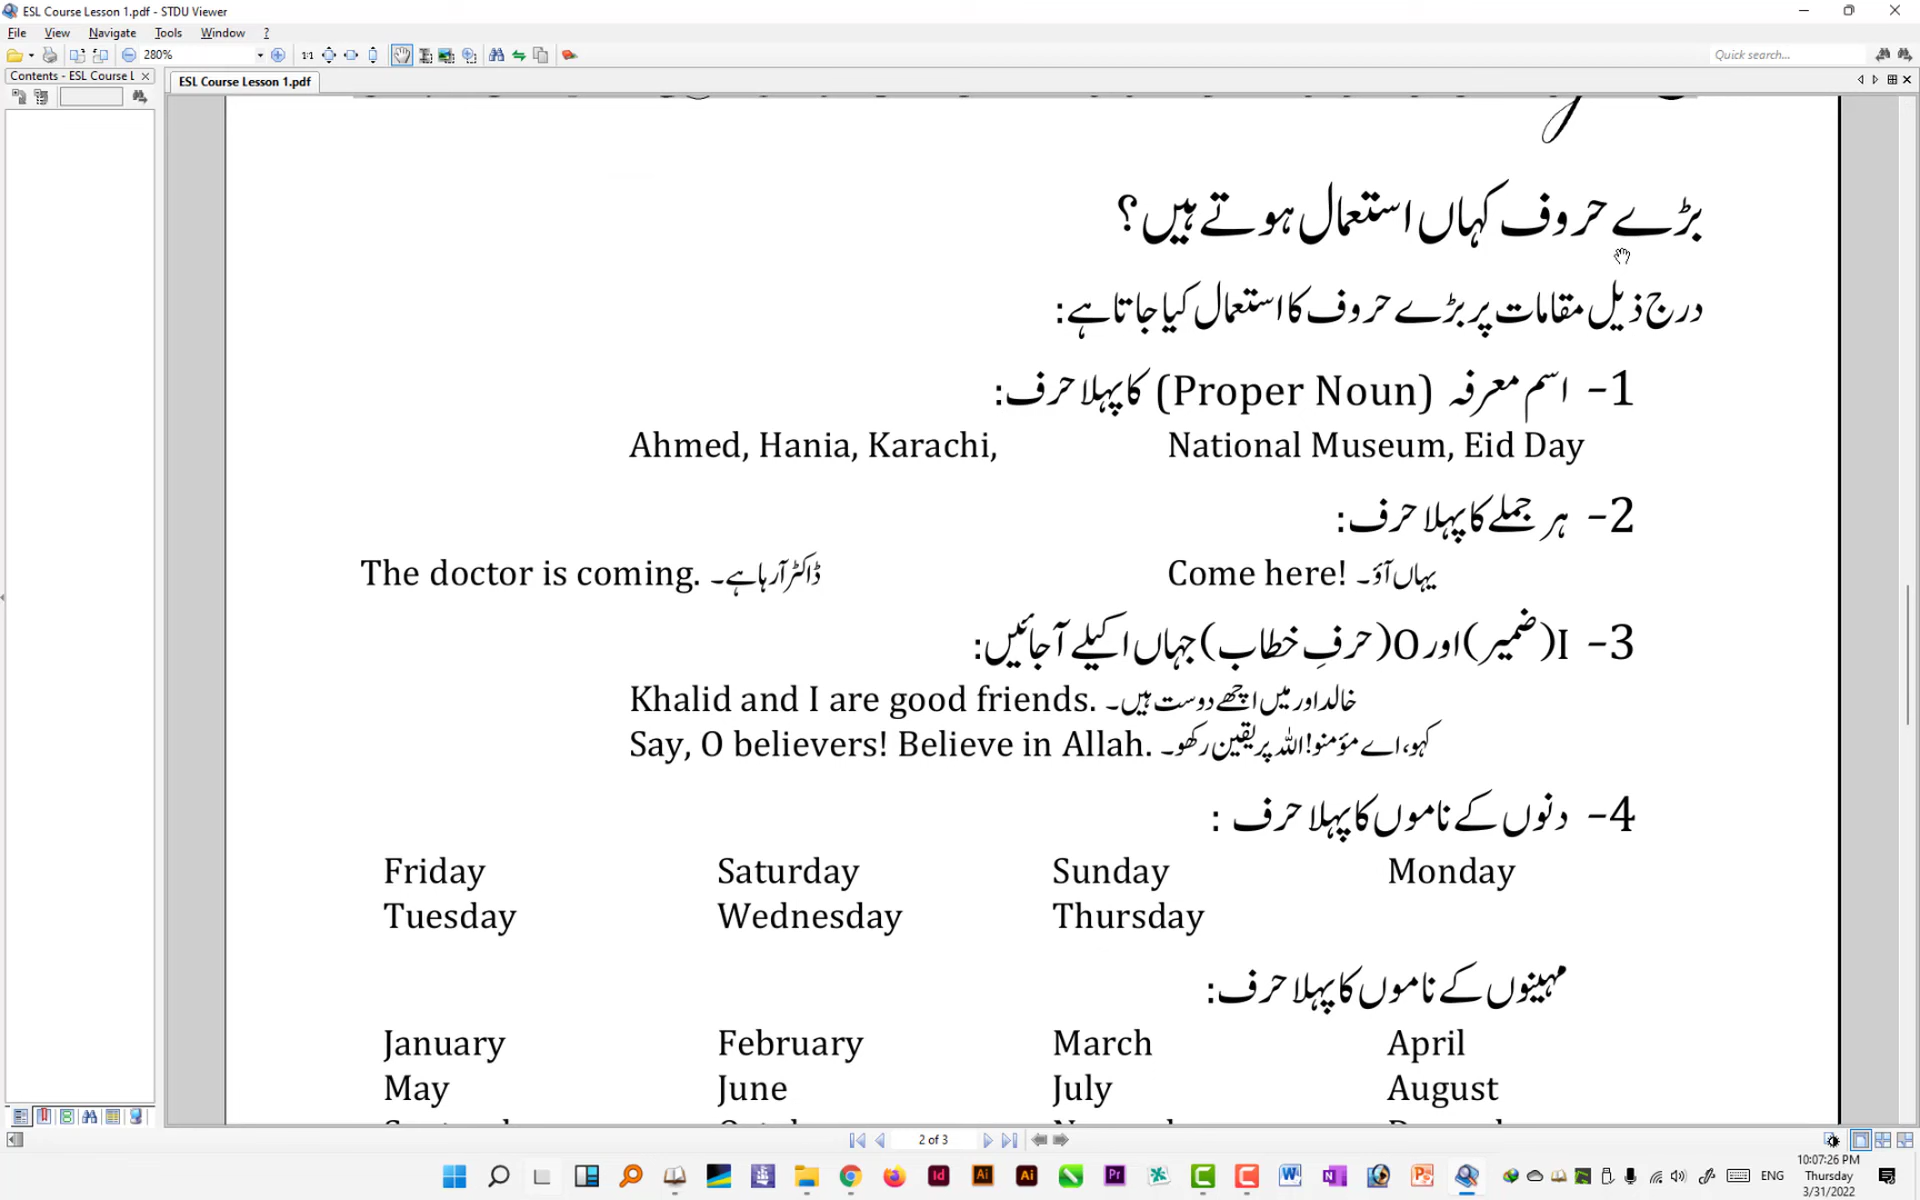 ESL Course Lesson 1.pdf - STDU Viewer
File View Navigate Tools Window ?
280%
Quick search...
Contents - ESL Course L
ESL Course Lesson 1.pdf
بڑے حروف کہاں استعمال ہوتے ہیں؟
درج ذیل مقامات پر بڑے حروف کا استعمال کیا جاتا ہے:
1- اسم معرفہ (Proper Noun) کا پہلا حرف:
Ahmed, Hania, Karachi, National Museum, Eid Day
2- ہر جملے کا پہلا حرف:
The doctor is coming. ڈاکٹر آ رہا ہے۔ Come here! یہاں آؤ۔
3- I(ضمیر) اور O(حرفِ خطاب) جہاں اکیلے آ جائیں:
Khalid and I are good friends. خالد اور میں اچھے دوست ہیں۔
Say, O believers! Believe in Allah. کہو، اے مؤمنو! اللہ پر یقین رکھو۔
4- دنوں کے ناموں کا پہلا حرف :
Friday Saturday Sunday Monday
Tuesday Wednesday Thursday
مہینوں کے ناموں کا پہلا حرف:
January February March April
May June July August
2 of 3
ENG
10:07:26 PM
Thursday
3/31/2022